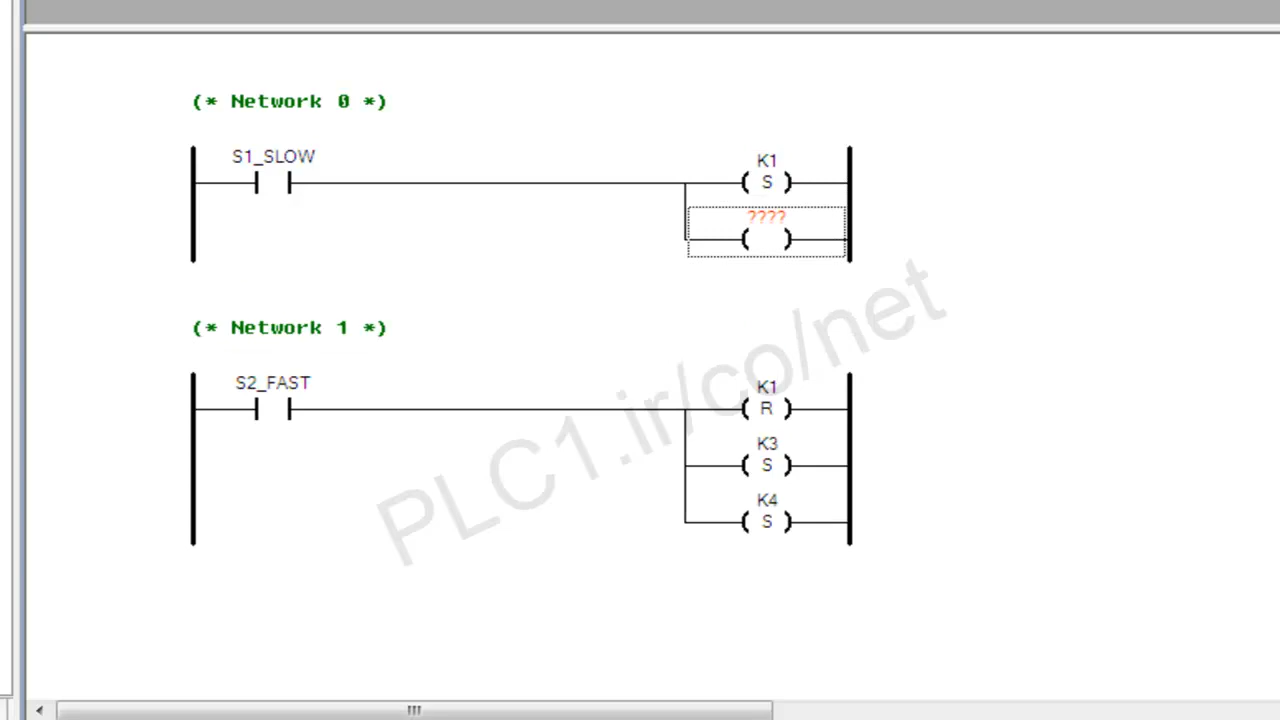 (* Network 0 *)
S1_SLOW
K1
S
????
(* Network 1 *)
S2_FAST
K1
R
K3
S
K4
S
PLC1.ir/co/net